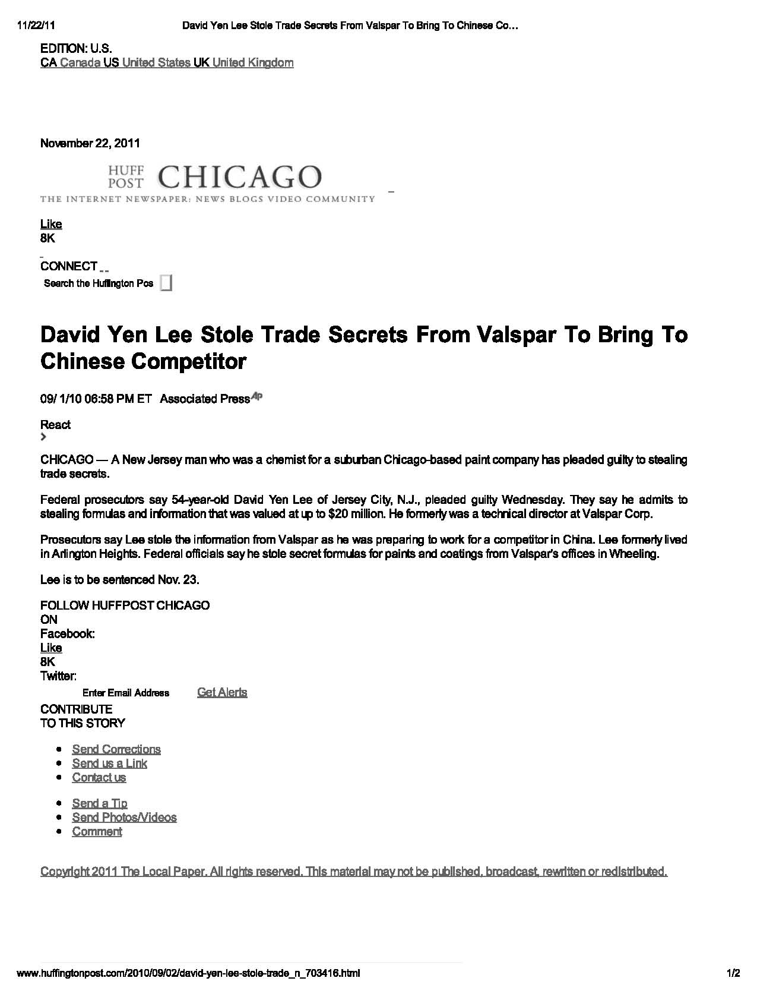 11/22/11 David Yen Lee Stole Trade Secrets From Valspar To Bring To Chinese Co…
EDITION: U.S.
CA Canada US United States UK United Kingdom
November 22, 2011
HUFF POST CHICAGO
THE INTERNET NEWSPAPER: NEWS BLOGS VIDEO COMMUNITY
Like
8K
CONNECT
Search the Huffington Pos
David Yen Lee Stole Trade Secrets From Valspar To Bring To
Chinese Competitor
09/ 1/10 06:58 PM ET Associated Press AP
React
>
CHICAGO — A New Jersey man who was a chemist for a suburban Chicago-based paint company has pleaded guilty to stealing
trade secrets.
Federal prosecutors say 54-year-old David Yen Lee of Jersey City, N.J., pleaded guilty Wednesday. They say he admits to
stealing formulas and information that was valued at up to $20 million. He formerly was a technical director at Valspar Corp.
Prosecutors say Lee stole the information from Valspar as he was preparing to work for a competitor in China. Lee formerly lived
in Arlington Heights. Federal officials say he stole secret formulas for paints and coatings from Valspar's offices in Wheeling.
Lee is to be sentenced Nov. 23.
FOLLOW HUFFPOST CHICAGO
ON
Facebook:
Like
8K
Twitter:
Enter Email Address Get Alerts
CONTRIBUTE
TO THIS STORY
• Send Corrections
• Send us a Link
• Contact us
• Send a Tip
• Send Photos/Videos
• Comment
Copyright 2011 The Local Paper. All rights reserved. This material may not be published, broadcast, rewritten or redistributed.
www.huffingtonpost.com/2010/09/02/david-yen-lee-stole-trade_n_703416.html 1/2